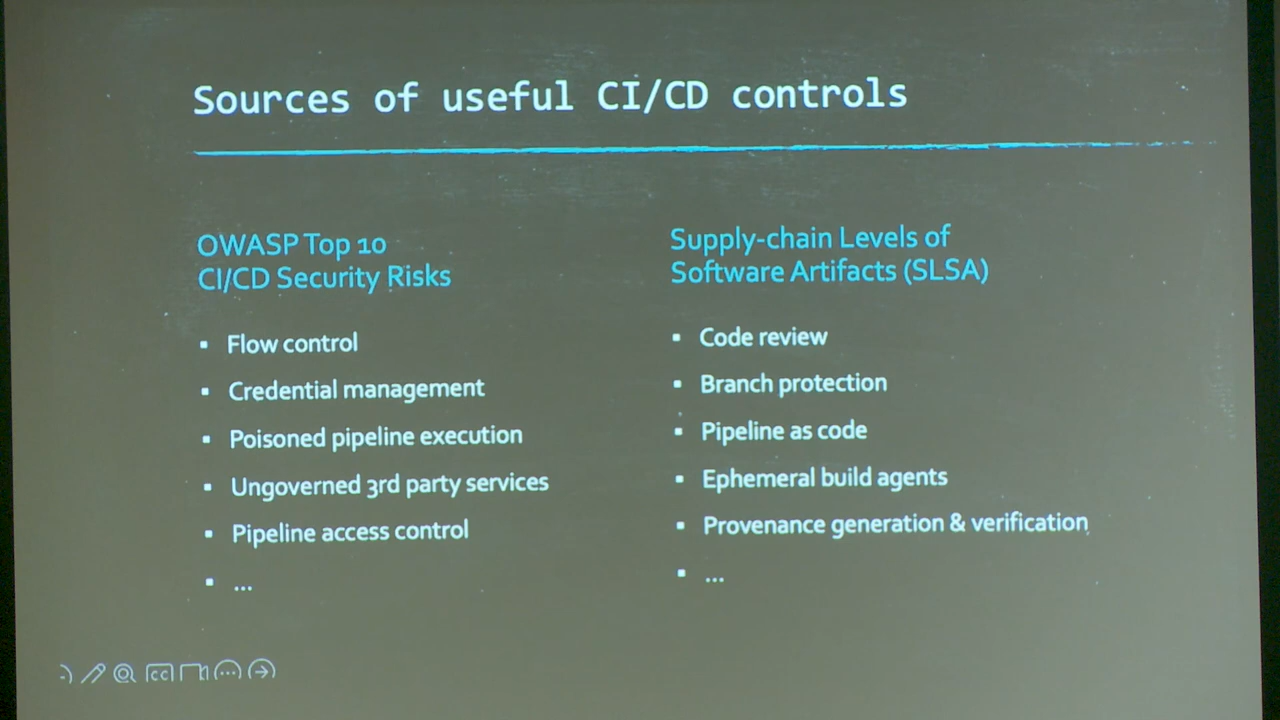 Sources of useful CI/CD controls
OWASP Top 10
CI/CD Security Risks
▪ Flow control
▪ Credential management
▪ Poisoned pipeline execution
▪ Ungoverned 3rd party services
▪ Pipeline access control
▪ ...
Supply-chain Levels of
Software Artifacts (SLSA)
▪ Code review
▪ Branch protection
▪ Pipeline as code
▪ Ephemeral build agents
▪ Provenance generation & verification
▪ ...
CC